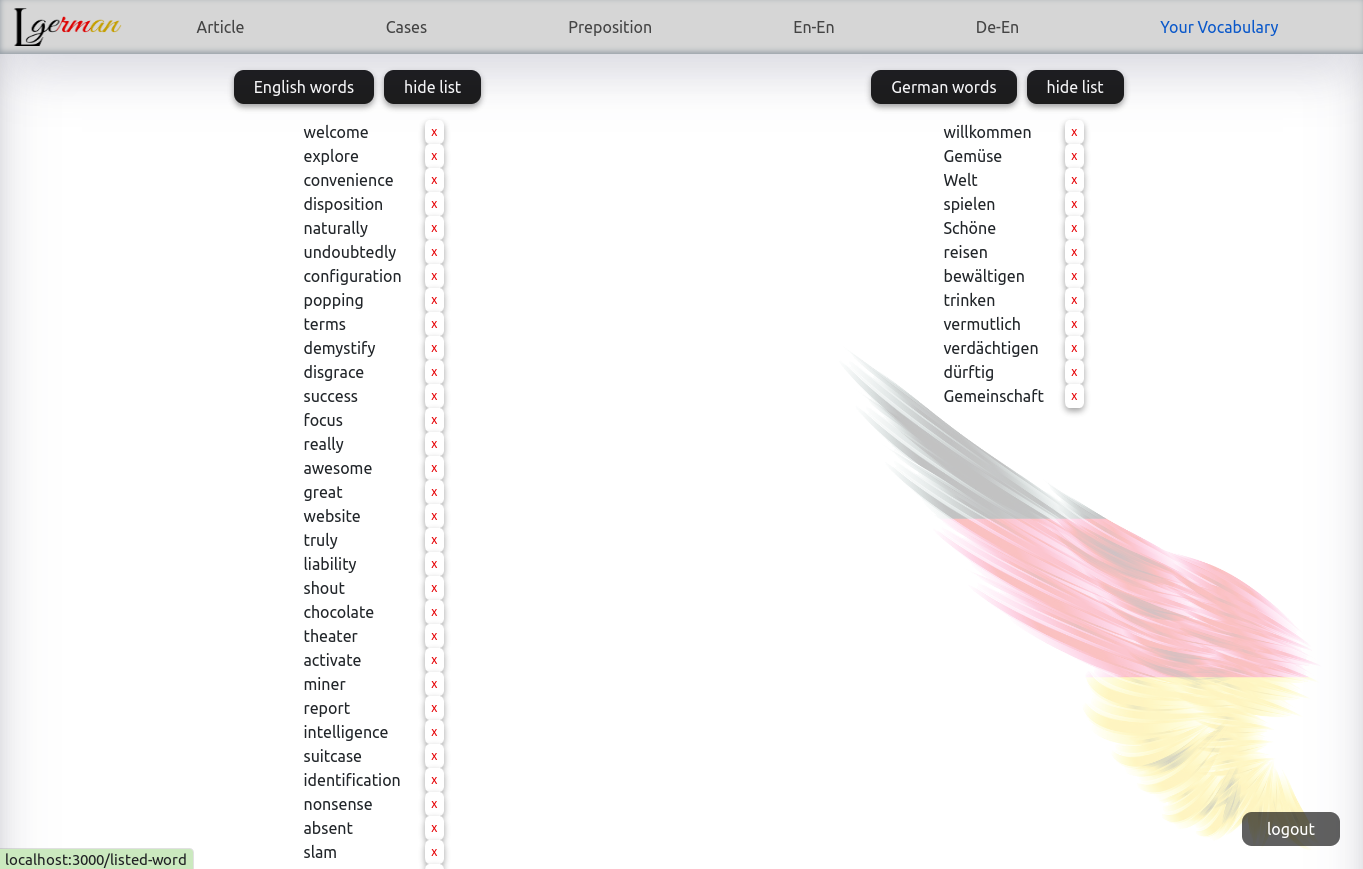 Lgerman Article Cases Preposition En-En De-En Your Vocabulary
English words hide list German words hide list
welcome x
explore x
convenience x
disposition x
naturally x
undoubtedly x
configuration x
popping x
terms x
demystify x
disgrace x
success x
focus x
really x
awesome x
great x
website x
truly x
liability x
shout x
chocolate x
theater x
activate x
miner x
report x
intelligence x
suitcase x
identification x
nonsense x
absent x
slam x
willkommen x
Gemüse x
Welt x
spielen x
Schöne x
reisen x
bewältigen x
trinken x
vermutlich x
verdächtigen x
dürftig x
Gemeinschaft x
logout
localhost:3000/listed-word